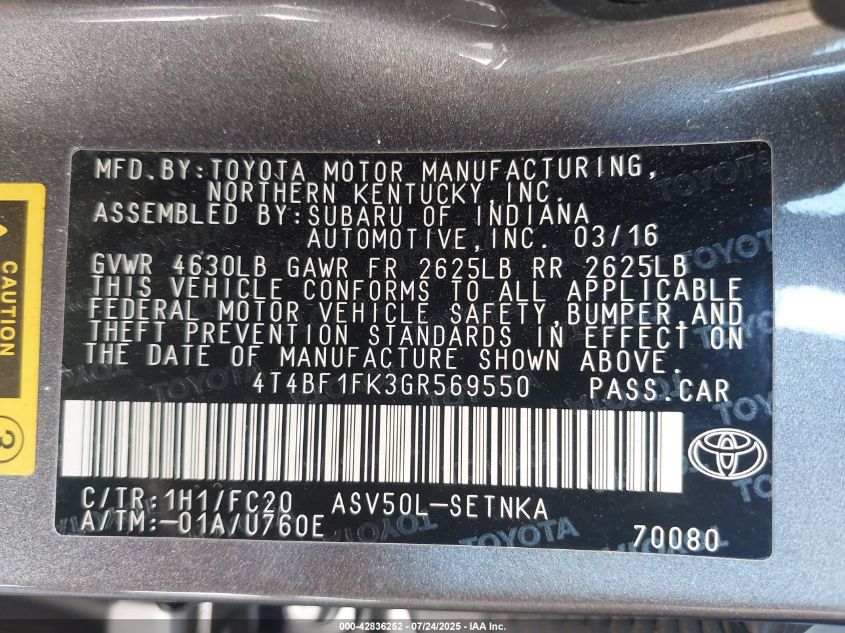 MFD.BY:TOYOTA MOTOR MANUFACTURING,
NORTHERN KENTUCKY,INC.
ASSEMBLED BY:SUBARU OF INDIANA
AUTOMOTIVE,INC. 03/16
GVWR 4630LB GAWR FR 2625LB RR 2625LB
THIS VEHICLE CONFORMS TO ALL APPLICABLE
FEDERAL MOTOR VEHICLE SAFETY,BUMPER,AND
THEFT PREVENTION STANDARDS IN EFFECT ON
THE DATE OF MANUFACTURE SHOWN ABOVE.
4T4BF1FK3GR569550 PASS.CAR
C/TR:1H1/FC20 ASV50L-SETNKA
A/TM:-01A/U760E 70080
TOYOTA
CAUTION
000-42836252 - 07/24/2025 - IAA Inc.